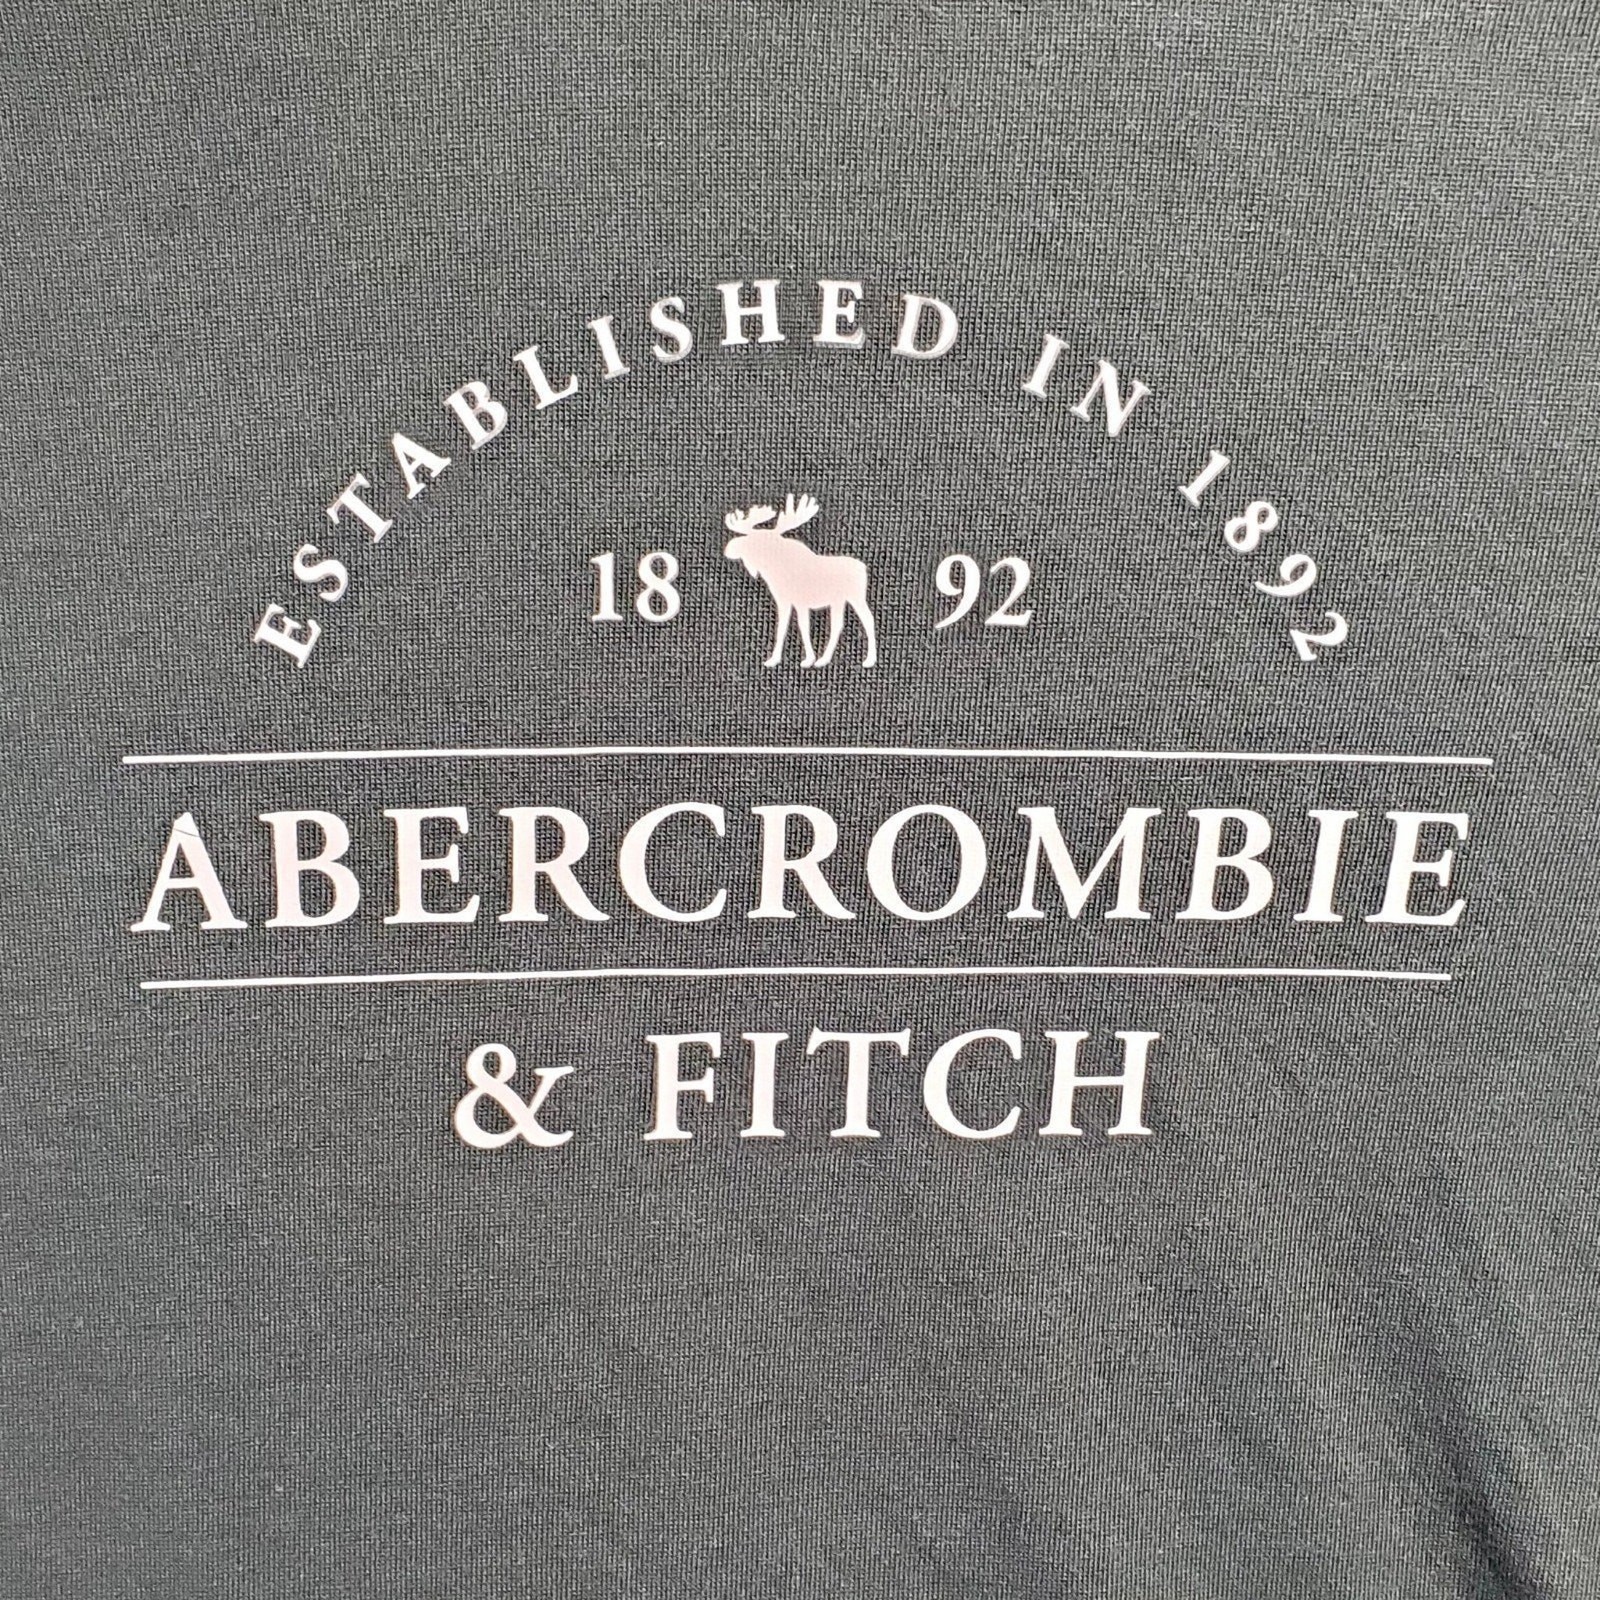 ESTABLISHED IN 1892
18 92
ABERCROMBIE
& FITCH